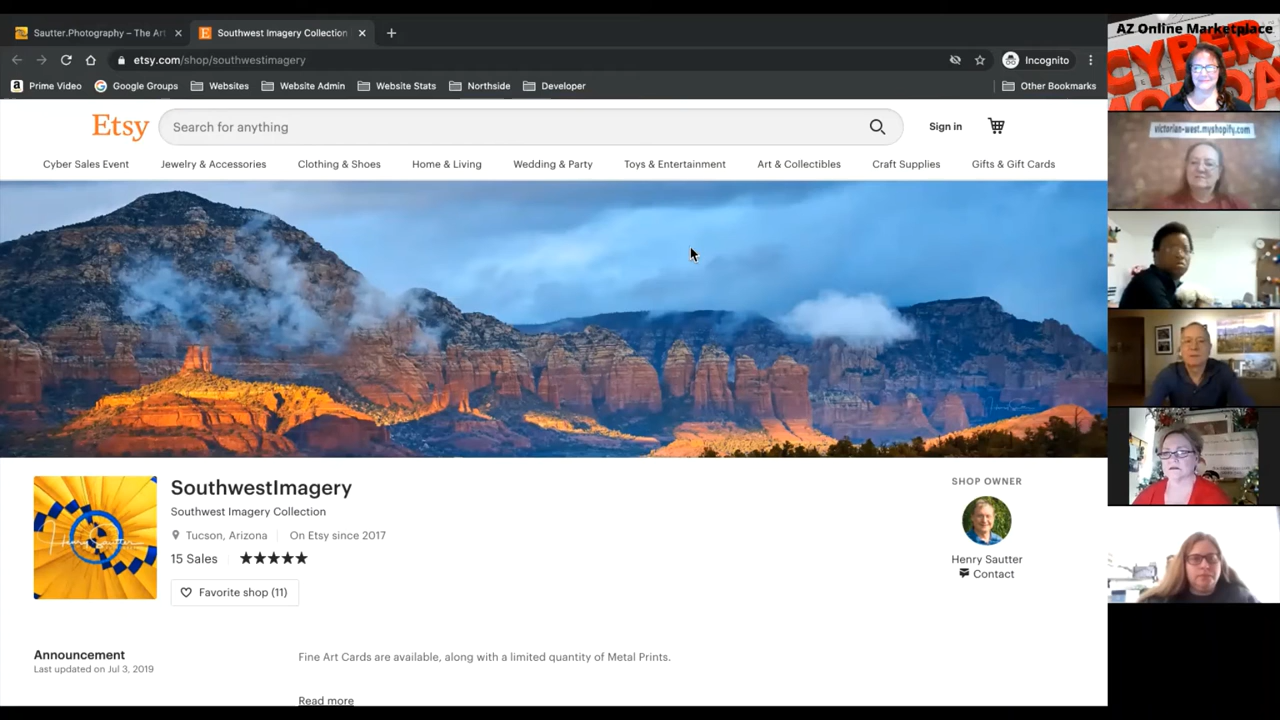 Sautter.Photography – The Art
Southwest Imagery Collection
etsy.com/shop/southwestimagery
Incognito
Prime Video
Google Groups
Websites
Website Admin
Website Stats
Northside
Developer
Other Bookmarks
Etsy
Search for anything
Sign in
Cyber Sales Event
Jewelry & Accessories
Clothing & Shoes
Home & Living
Wedding & Party
Toys & Entertainment
Art & Collectibles
Craft Supplies
Gifts & Gift Cards
SouthwestImagery
Southwest Imagery Collection
Tucson, Arizona
On Etsy since 2017
15 Sales
Favorite shop (11)
Henry Sautter
SHOP OWNER
Henry Sautter
Contact
Announcement
Last updated on Jul 3, 2019
Fine Art Cards are available, along with a limited quantity of Metal Prints.
Read more
AZ Online Marketplace
CYBER
victorian-west.myshopify.com